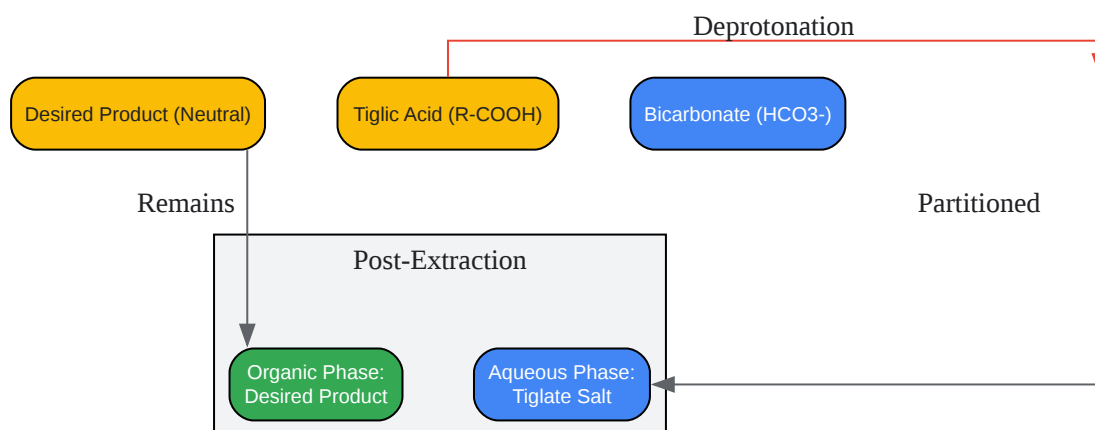 Deprotonation
Desired Product (Neutral)
Tiglic Acid (R-COOH)
Bicarbonate (HCO3-)
Remains
Partitioned
Post-Extraction
Organic Phase:
Desired Product
Aqueous Phase:
Tiglate Salt